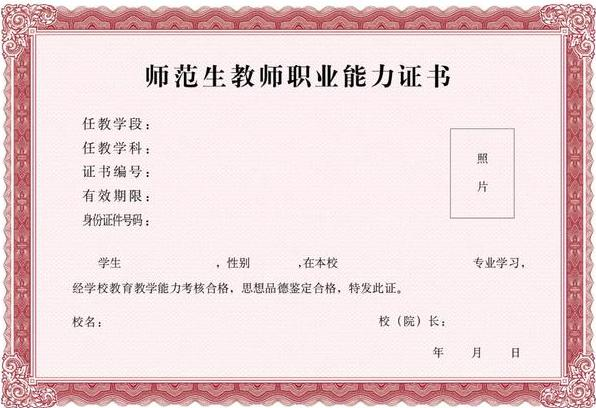 师范生教师职业能力证书
任教学段：
任教学科：
证书编号：
有效期限：
身份证件号码：
照
片
学生 ，性别 ，在本校 专业学习，
经学校教育教学能力考核合格，思想品德鉴定合格，特发此证。
校名： 校（院）长：
年 月 日